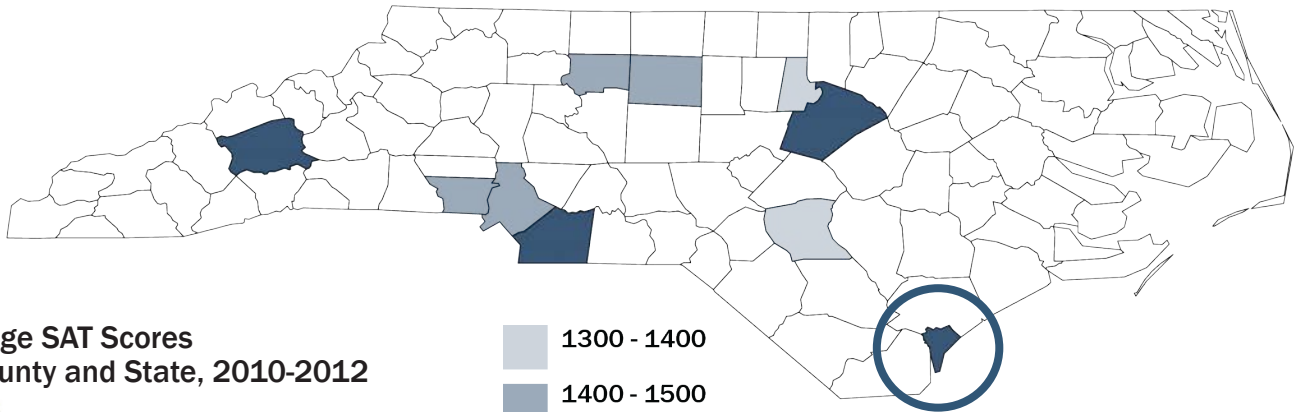 ge SAT Scores
unty and State, 2010-2012
1300 - 1400
1400 - 1500